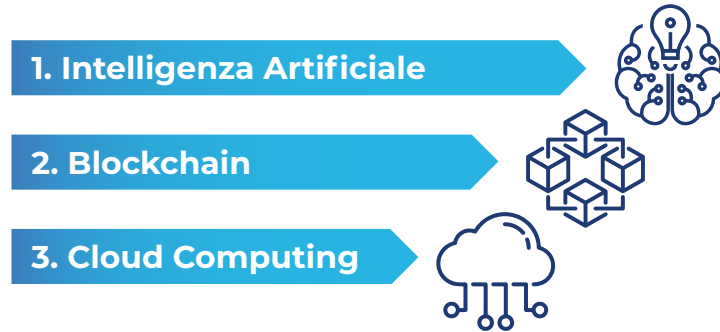 1. Intelligenza Artificiale
2. Blockchain
3. Cloud Computing